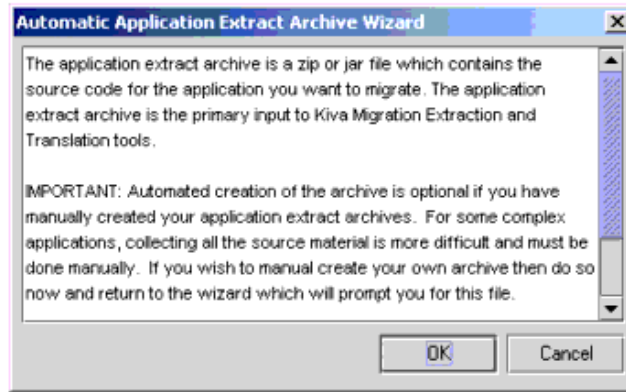 Automatic Application Extract Archive Wizard
The application extract archive is a zip or jar file which contains the
source code for the application you want to migrate. The application
extract archive is the primary input to Kiva Migration Extraction and
Translation tools.
IMPORTANT: Automated creation of the archive is optional if you have
manually created your application extract archives. For some complex
applications, collecting all the source material is more difficult and must be
done manually. If you wish to manual create your own archive then do so
now and return to the wizard which will prompt you for this file.
OK
Cancel